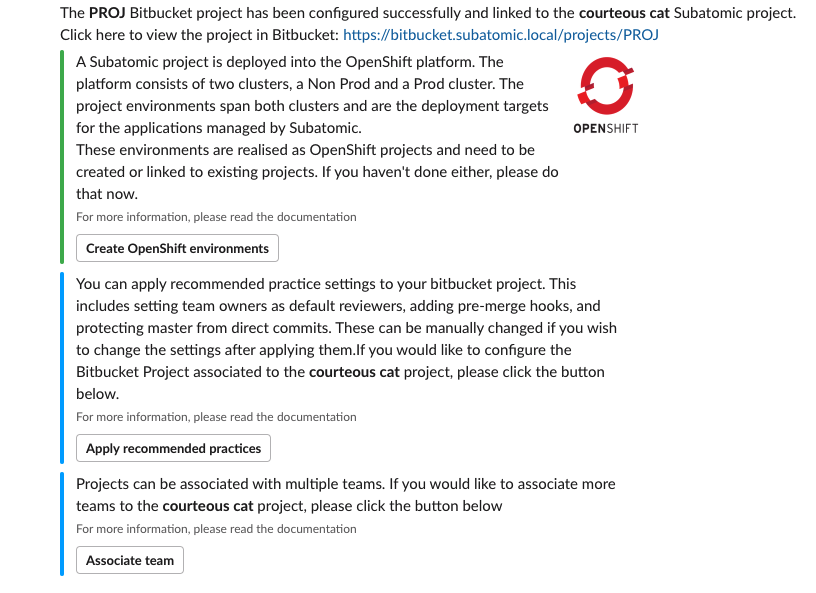 The PROJ Bitbucket project has been configured successfully and linked to the courteous cat Subatomic project.
Click here to view the project in Bitbucket: https://bitbucket.subatomic.local/projects/PROJ
A Subatomic project is deployed into the OpenShift platform. The
platform consists of two clusters, a Non Prod and a Prod cluster. The
project environments span both clusters and are the deployment targets
for the applications managed by Subatomic.
These environments are realised as OpenShift projects and need to be
created or linked to existing projects. If you haven't done either, please do
that now.
OPENSHIFT
For more information, please read the documentation
Create OpenShift environments
You can apply recommended practice settings to your bitbucket project. This
includes setting team owners as default reviewers, adding pre-merge hooks, and
protecting master from direct commits. These can be manually changed if you wish
to change the settings after applying them.If you would like to configure the
Bitbucket Project associated to the courteous cat project, please click the button
below.
For more information, please read the documentation
Apply recommended practices
Projects can be associated with multiple teams. If you would like to associate more
teams to the courteous cat project, please click the button below
For more information, please read the documentation
Associate team